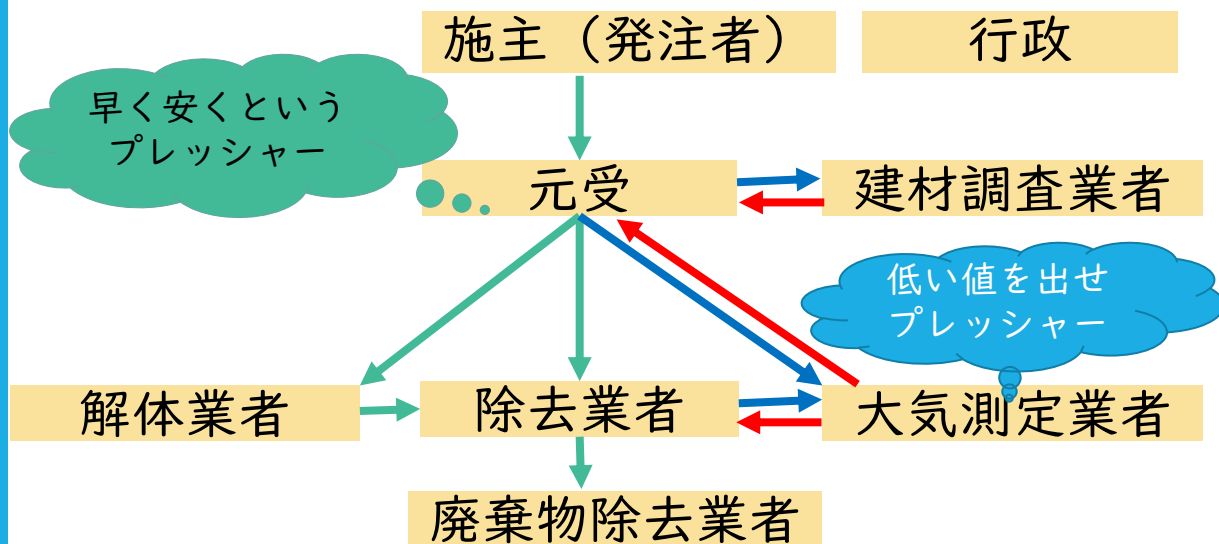 施主（発注者）
行政
早く安くという
プレッシャー
元受
建材調査業者
低い値を出せ
プレッシャー
解体業者
除去業者
大気測定業者
廃棄物除去業者